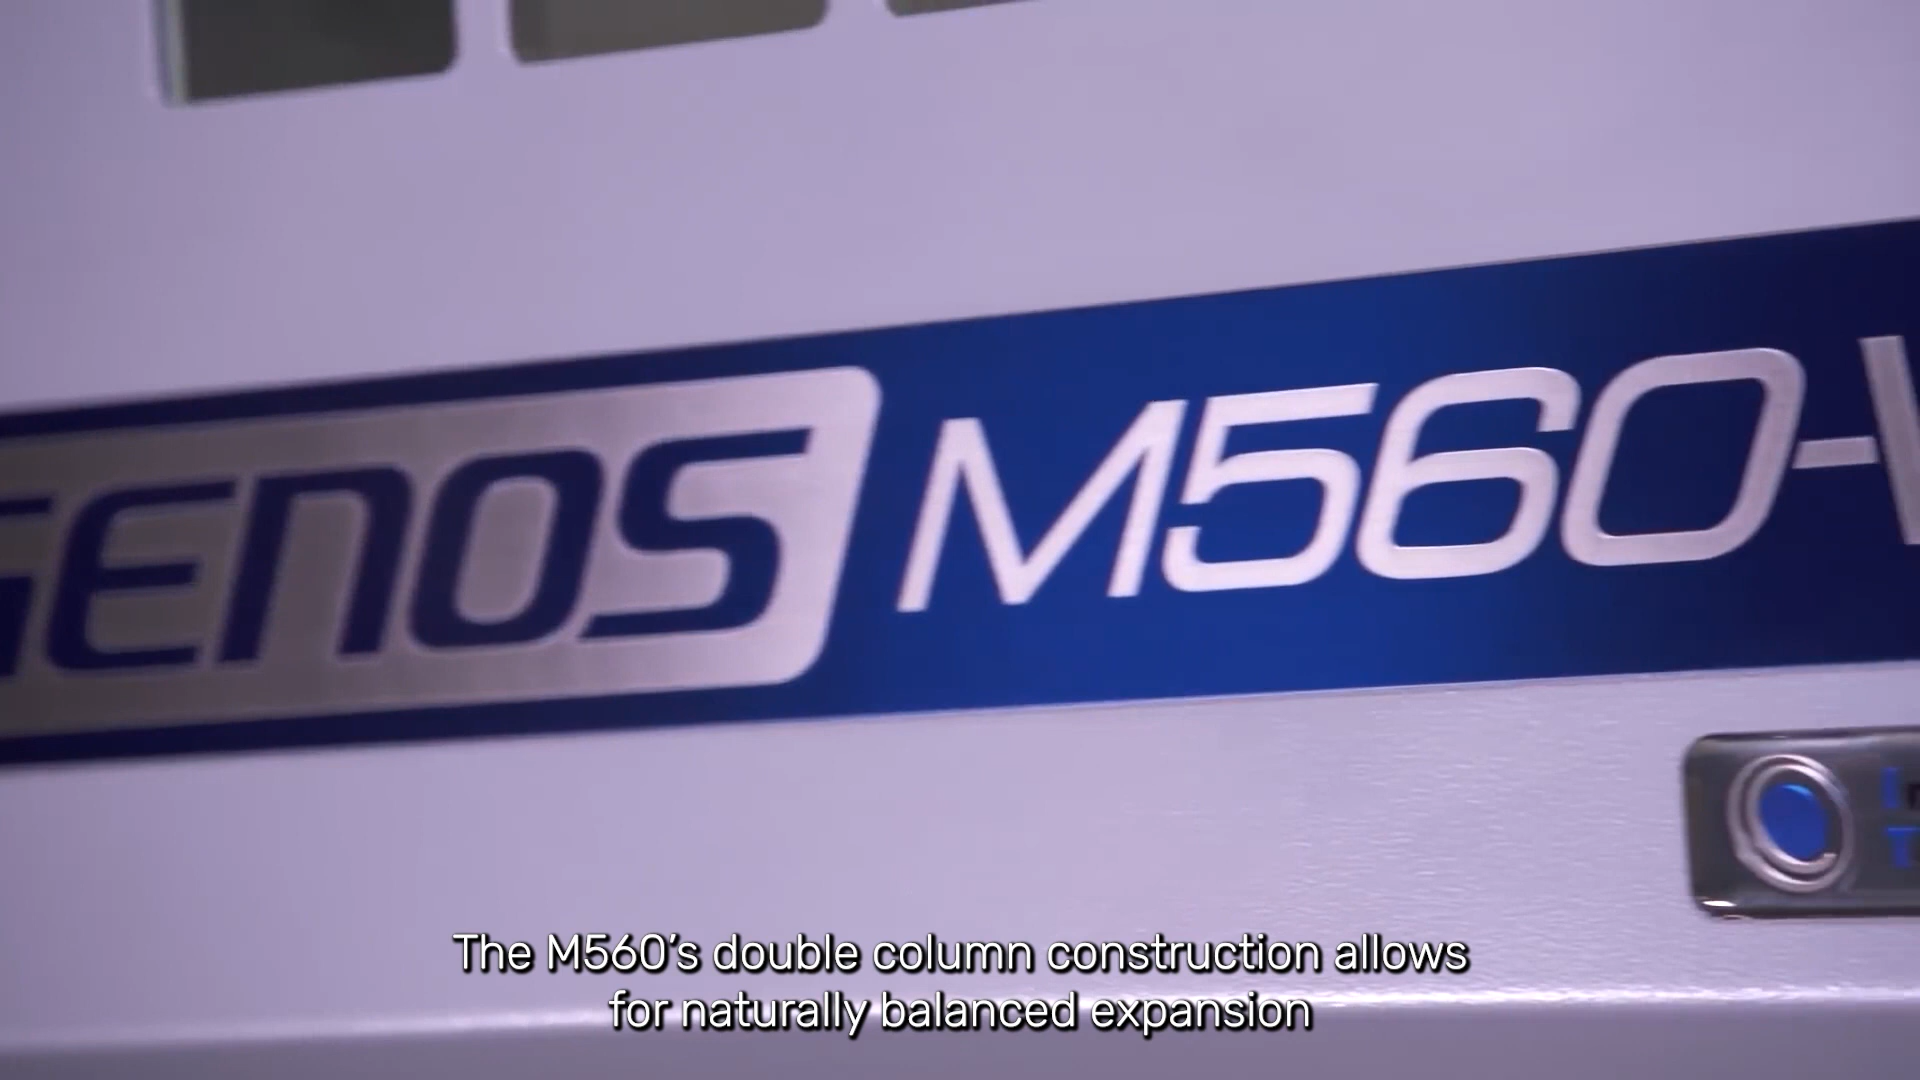 GENOS M560-V
The M560's double column construction allows
for naturally balanced expansion